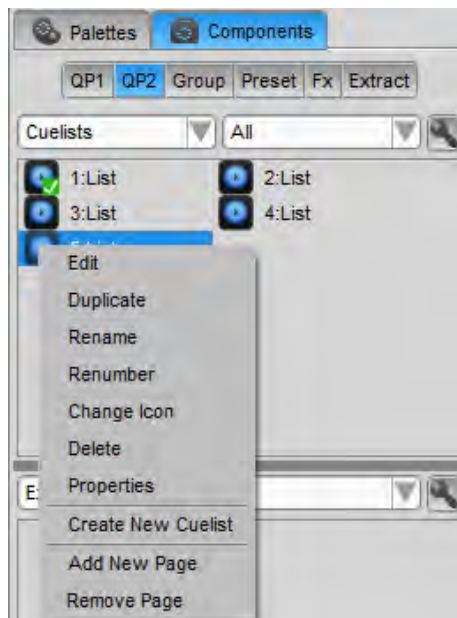 Palettes Components
QP1 QP2 Group Preset Fx Extract
Cuelists All
1:List 2:List
3:List 4:List
Edit
Duplicate
Rename
Renumber
Change Icon
Delete
Properties
Create New Cuelist
Add New Page
Remove Page